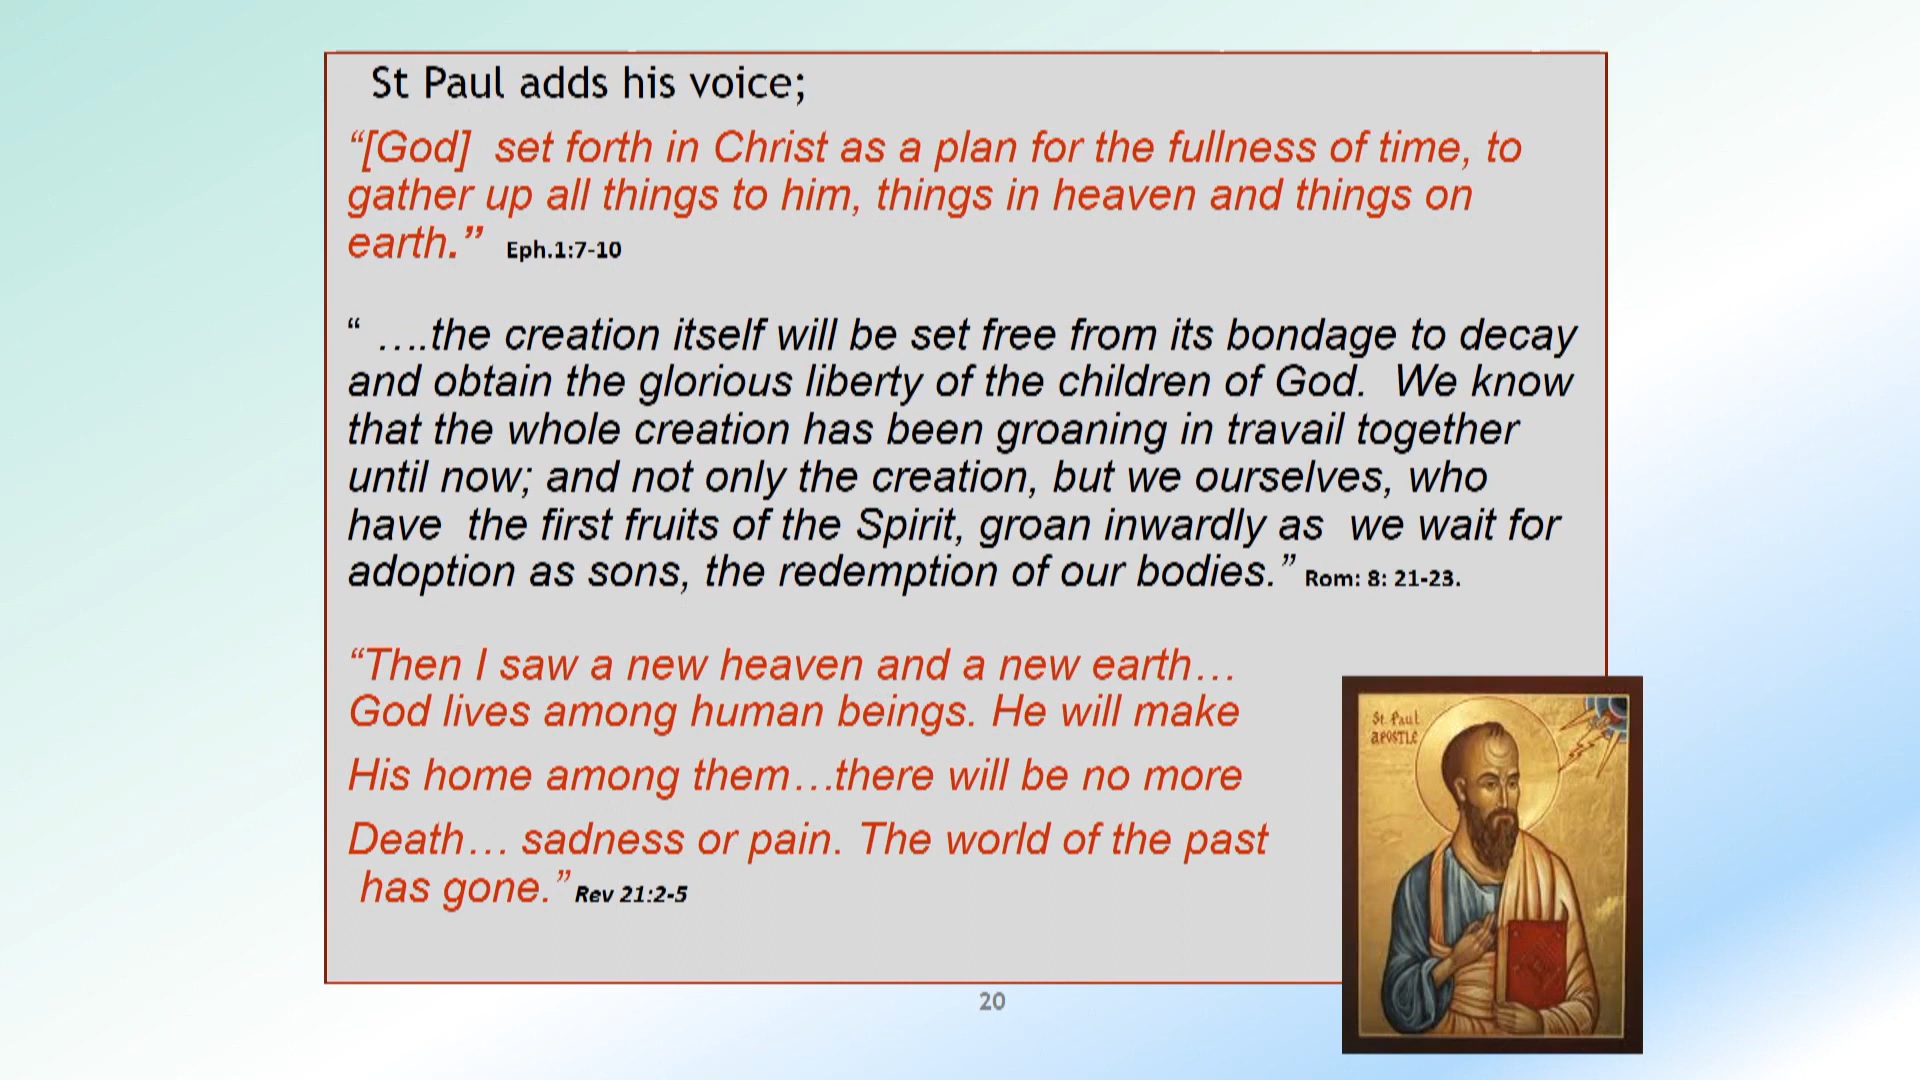 St Paul adds his voice;
“[God]  set forth in Christ as a plan for the fullness of time, to
gather up all things to him, things in heaven and things on
earth.”  Eph.1:7-10
“ ….the creation itself will be set free from its bondage to decay
and obtain the glorious liberty of the children of God.  We know
that the whole creation has been groaning in travail together
until now; and not only the creation, but we ourselves, who
have  the first fruits of the Spirit, groan inwardly as  we wait for
adoption as sons, the redemption of our bodies.” Rom: 8: 21-23.
“Then I saw a new heaven and a new earth…
God lives among human beings. He will make
His home among them…there will be no more
Death… sadness or pain. The world of the past
has gone.” Rev 21:2-5
St. Paul
APOSTLE
20